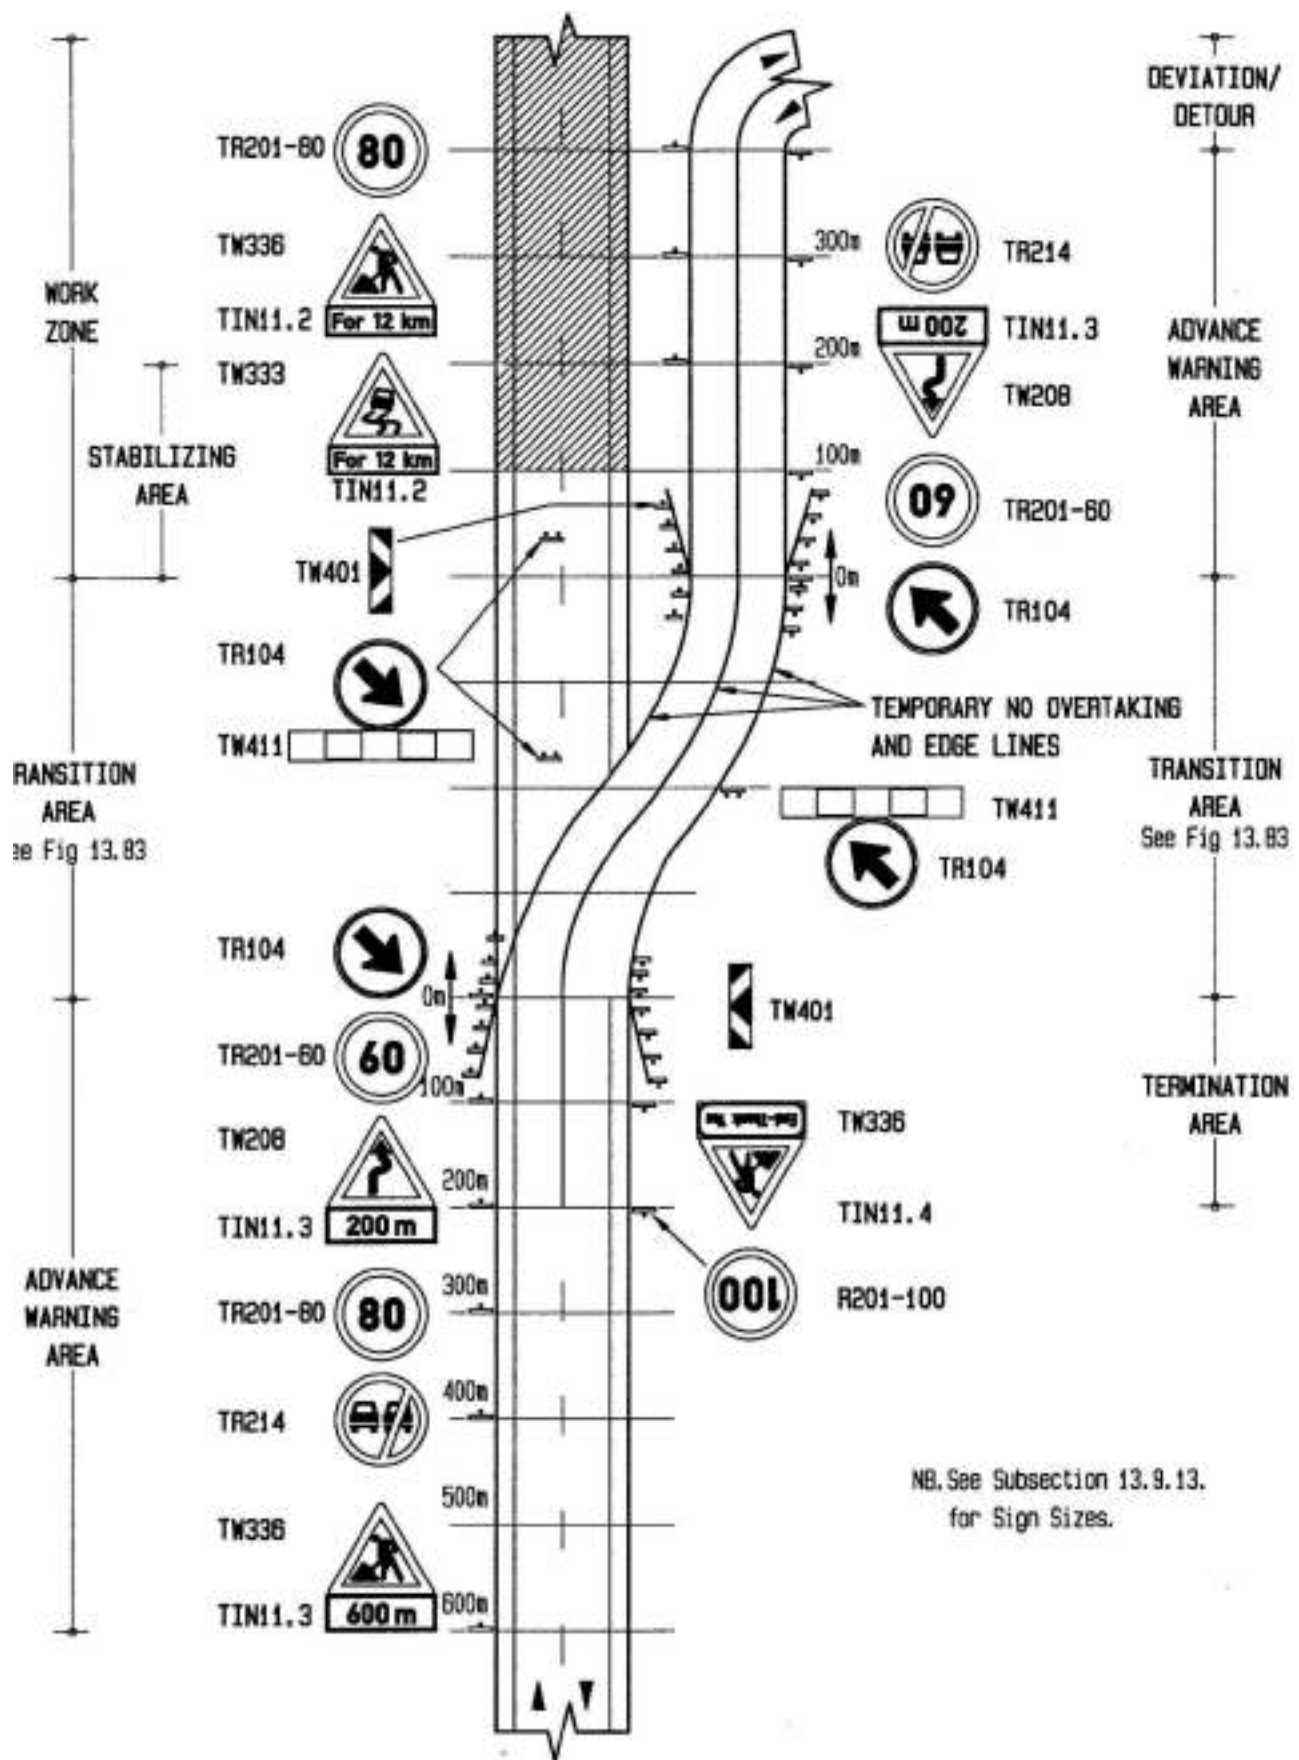 DEVIATION/
DETOUR
TR201-80
80
TW336
TIN11.2
For 12 km
WORK
ZONE
300m
TR214
TIN11.3
200 m
TW208
200m
ADVANCE
WARNING
AREA
TW333
For 12 km
TIN11.2
STABILIZING
AREA
100m
60
TR201-60
TW401
0m
TR104
TR104
TEMPORARY NO OVERTAKING
AND EDGE LINES
TW411
RANSITION
AREA
ee Fig 13.83
TRANSITION
AREA
See Fig 13.83
TW411
TR104
TR104
0m
TW401
TR201-60
60
100m
TERMINATION
AREA
End-Thank You
TW336
TIN11.4
TW208
TIN11.3
200 m
200m
ADVANCE
WARNING
AREA
TR201-80
80
300m
100
R201-100
TR214
400m
500m
TW336
TIN11.3
600 m
600m
NB.See Subsection 13.9.13.
for Sign Sizes.